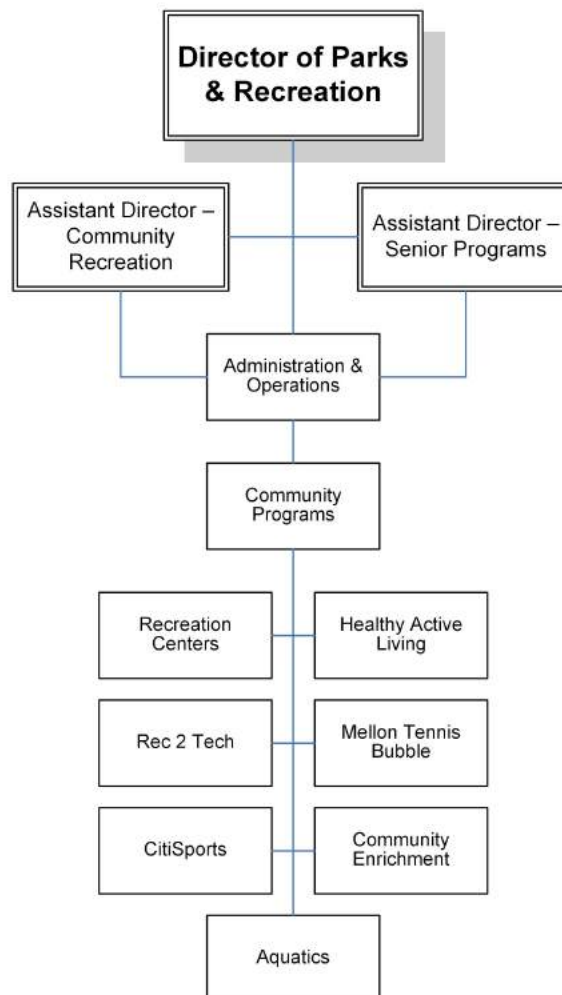 Director of Parks
& Recreation
Assistant Director –
Community
Recreation
Assistant Director –
Senior Programs
Administration &
Operations
Community
Programs
Recreation
Centers
Healthy Active
Living
Rec 2 Tech
Mellon Tennis
Bubble
CitiSports
Community
Enrichment
Aquatics